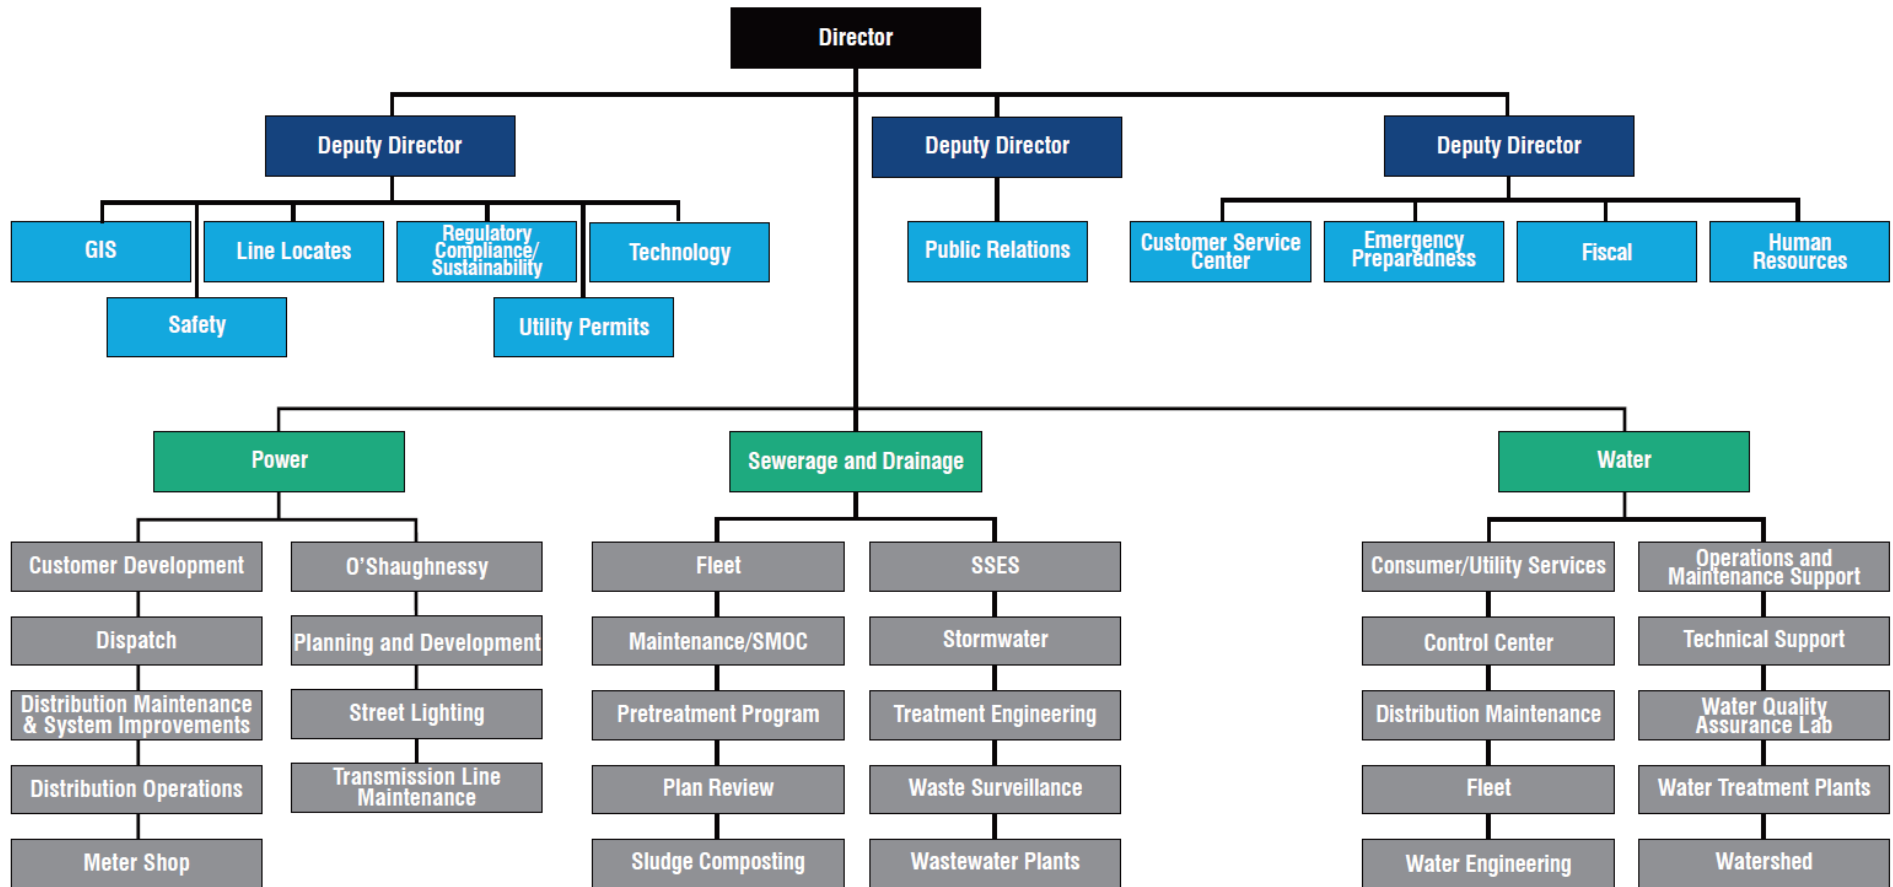 Director
Deputy Director
Deputy Director
Deputy Director
GIS
Line Locates
Regulatory
Compliance/
Sustainability
Technology
Public Relations
Customer Service
Center
Emergency
Preparedness
Fiscal
Human
Resources
Safety
Utility Permits
Power
Sewerage and Drainage
Water
Customer Development
Dispatch
Distribution Maintenance
& System Improvements
Distribution Operations
Meter Shop
O'Shaughnessy
Planning and Development
Street Lighting
Transmission Line
Maintenance
Fleet
Maintenance/SMOC
Pretreatment Program
Plan Review
Sludge Composting
SSES
Stormwater
Treatment Engineering
Waste Surveillance
Wastewater Plants
Consumer/Utility Services
Control Center
Distribution Maintenance
Fleet
Water Engineering
Operations and
Maintenance Support
Technical Support
Water Quality
Assurance Lab
Water Treatment Plants
Watershed